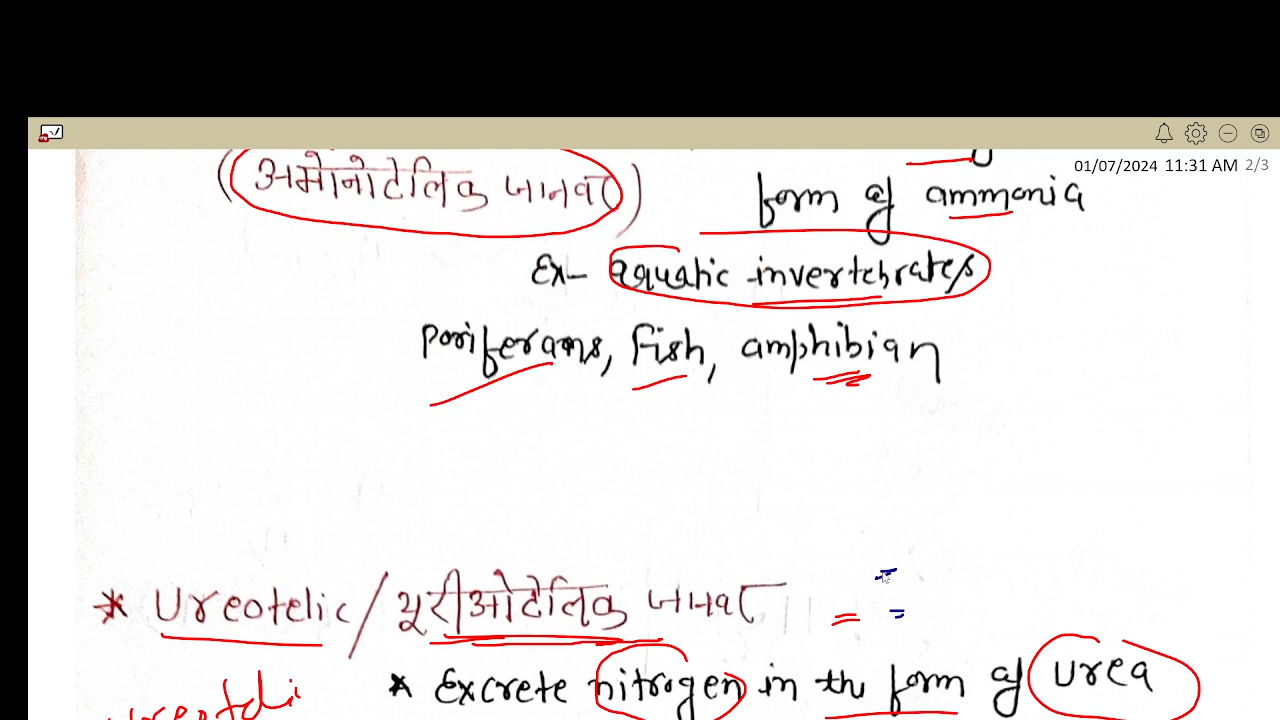 01/07/2024 11:31 AM 2/3
(अमोनोटेलिक जानवर)
form of ammonia
Ex- aquatic invertebrates
Poriferans, Fish, amphibian
* Ureotelic/यूरीओटेलिक जानवर =
* Excrete nitrogen in the form of urea